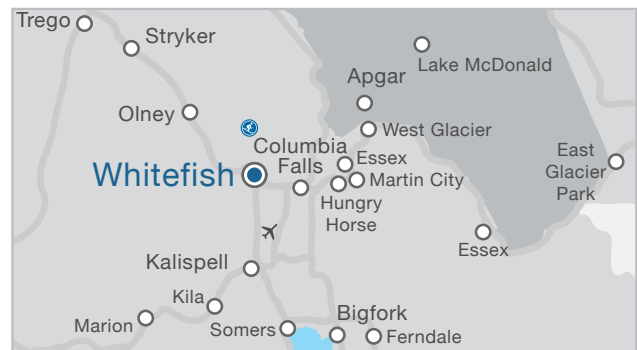 Trego
Stryker
Lake McDonald
Apgar
Olney
West Glacier
Columbia
Falls
Essex
East
Glacier
Park
Whitefish
Martin City
Hungry
Horse
Essex
Kalispell
Kila
Marion
Somers
Bigfork
Ferndale